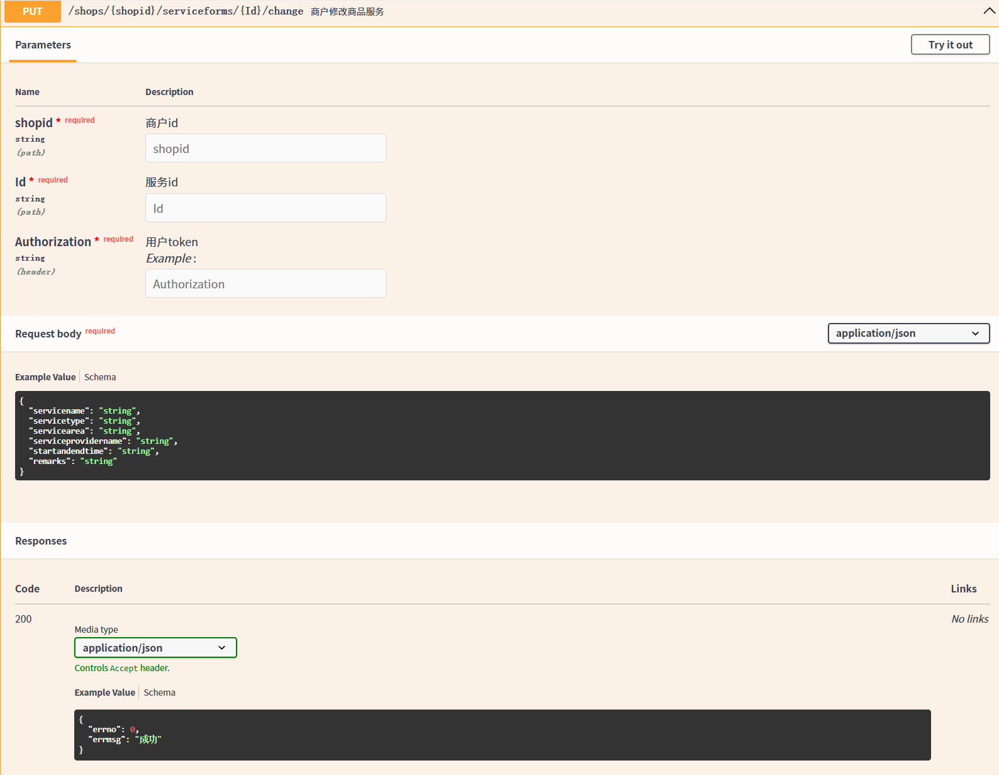 PUT /shops/{shopid}/serviceforms/{Id}/change 商户修改商品服务
Parameters
Try it out
Name Description
shopid * required
string
(path)
商户id
shopid
Id * required
string
(path)
服务id
Id
Authorization * required
string
(header)
用户token
Example :
Authorization
Request body required
application/json
Example Value Schema
{
"servicename": "string",
"servicetype": "string",
"servicearea": "string",
"serviceprovidername": "string",
"startandendtime": "string",
"remarks": "string"
}
Responses
Code Description Links
200 No links
Media type
application/json
Controls Accept header.
Example Value Schema
{
"errno": 0,
"errmsg": "成功"
}